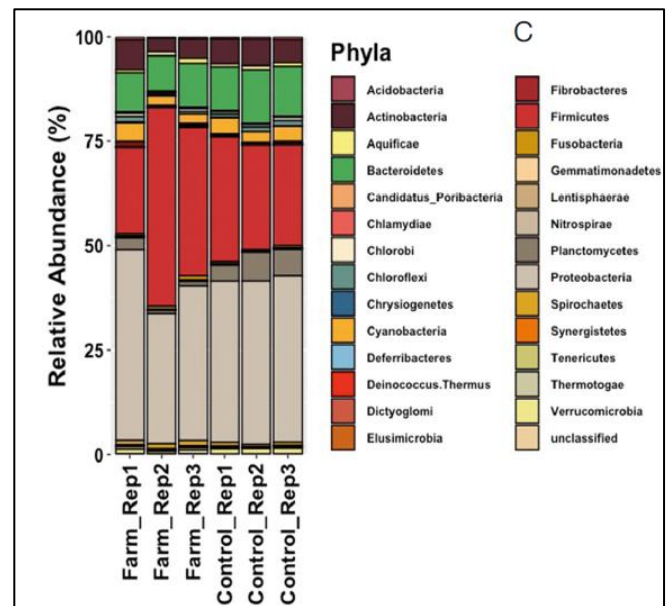 C
Phyla
Acidobacteria
Actinobacteria
Aquificae
Bacteroidetes
Candidatus_Poribacteria
Chlamydiae
Chlorobi
Chloroflexi
Chrysiogenetes
Cyanobacteria
Deferribacteres
Deinococcus.Thermus
Dictyoglomi
Elusimicrobia
Fibrobacteres
Firmicutes
Fusobacteria
Gemmatimonadetes
Lentisphaerae
Nitrospirae
Planctomycetes
Proteobacteria
Spirochaetes
Synergistetes
Tenericutes
Thermotogae
Verrucomicrobia
unclassified
Relative Abundance (%)
100
75
50
25
0
Farm_Rep1
Farm_Rep2
Farm_Rep3
Control_Rep1
Control_Rep2
Control_Rep3